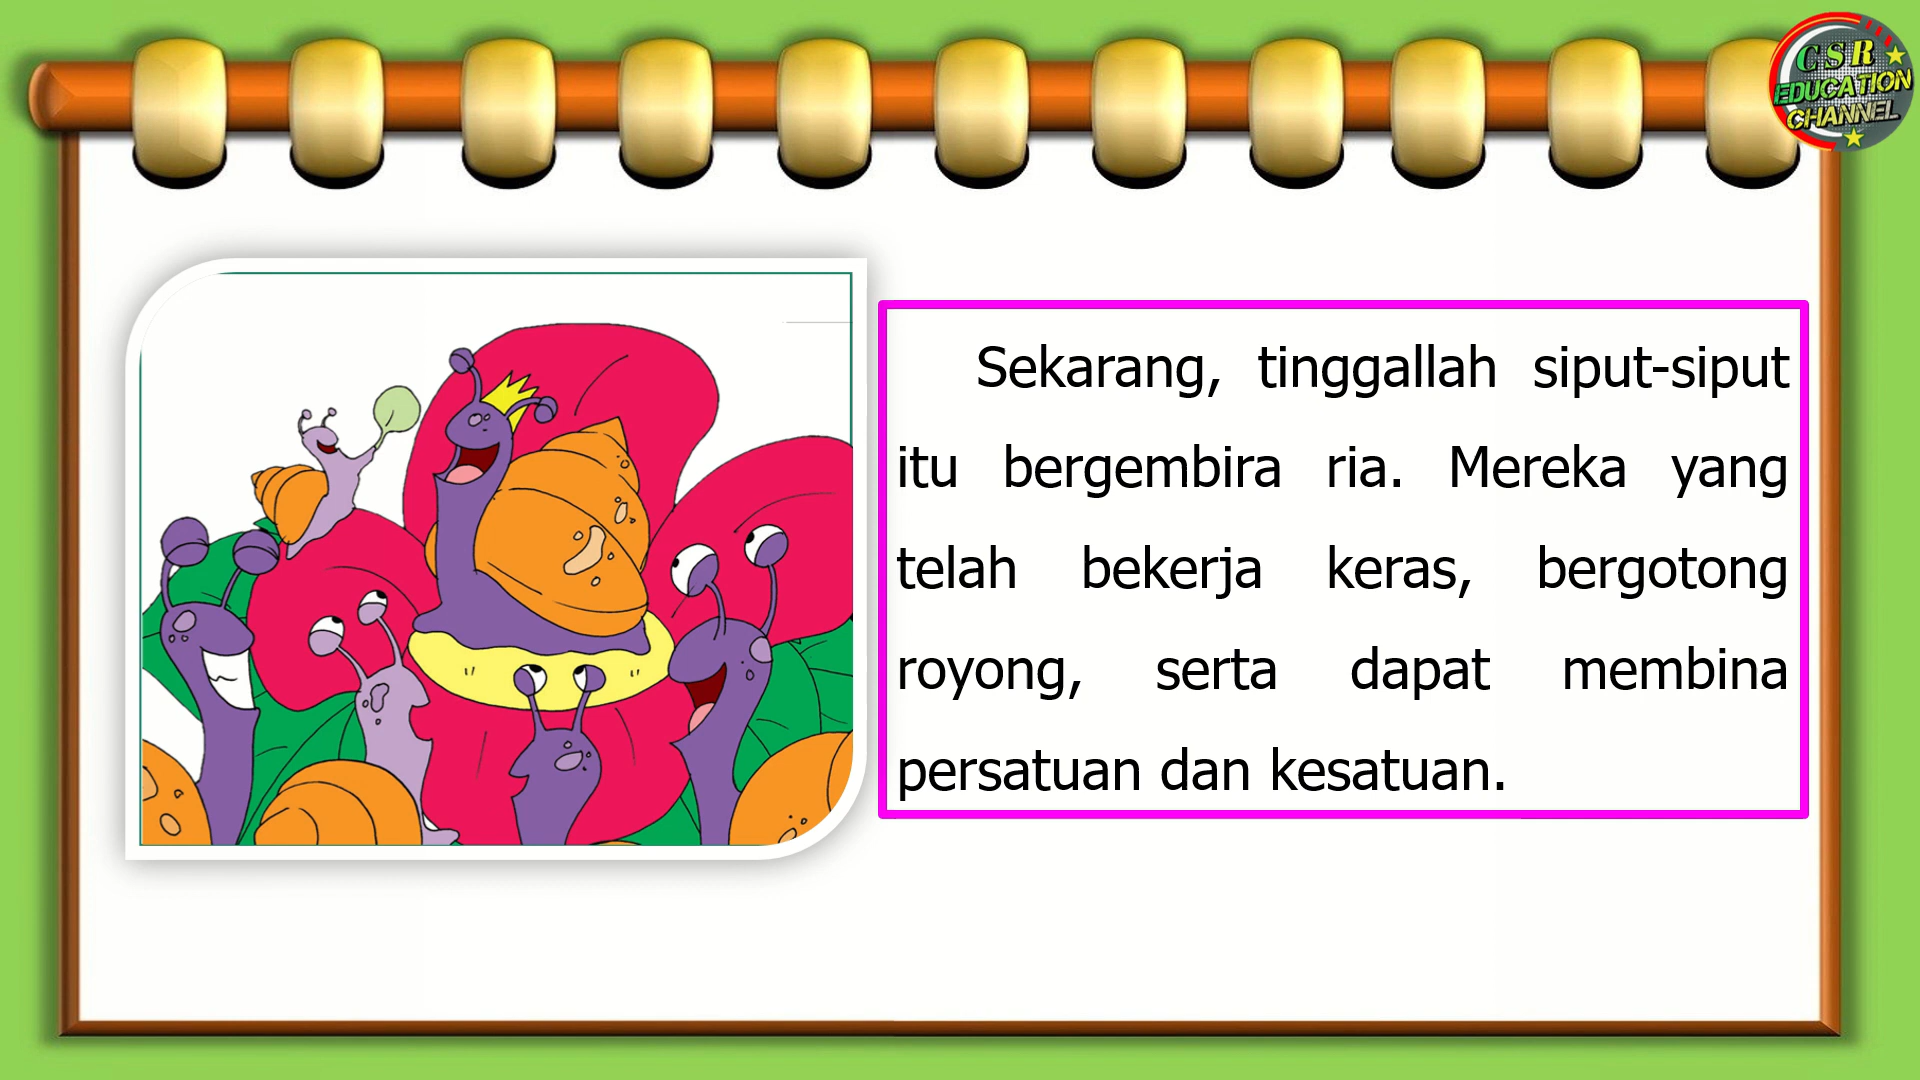 CSR
EDUCATION
CHANNEL
Sekarang, tinggallah siput-siput
itu bergembira ria. Mereka yang
telah bekerja keras, bergotong
royong, serta dapat membina
persatuan dan kesatuan.